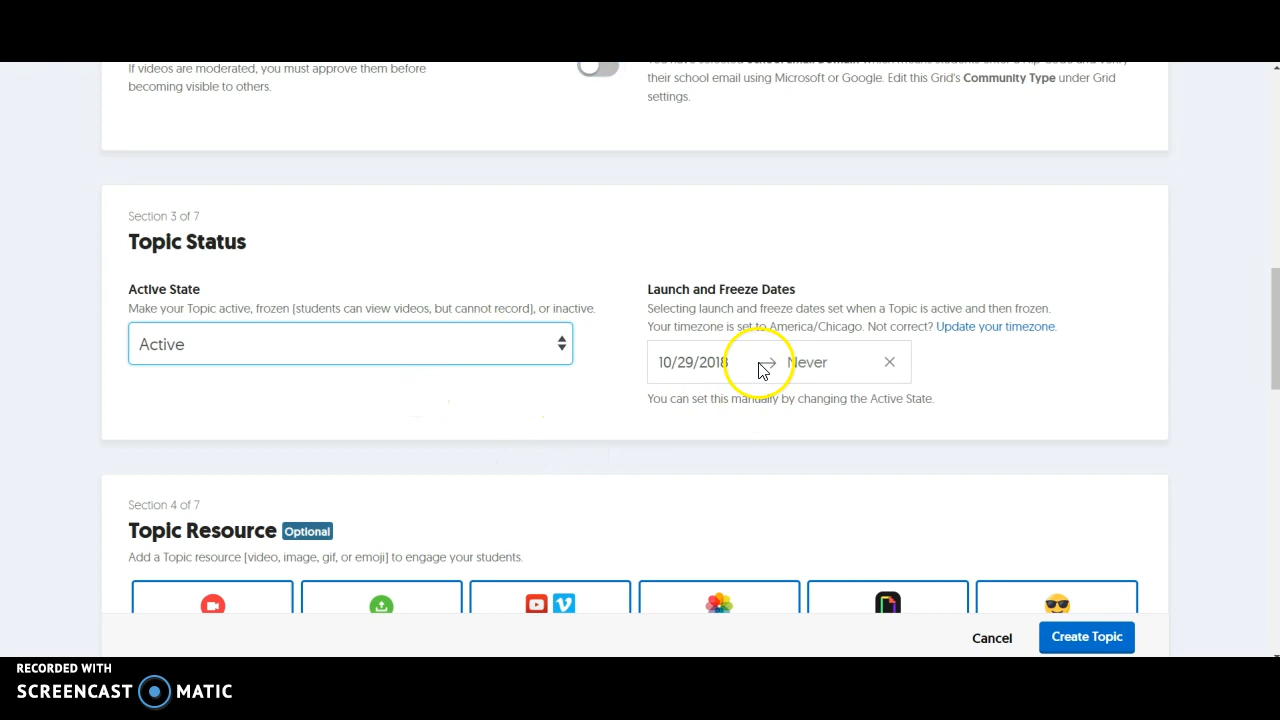 If videos are moderated, you must approve them before
becoming visible to others.
their school email using Microsoft or Google. Edit this Grid's Community Type under Grid
settings.
Section 3 of 7
Topic Status
Active State
Make your Topic active, frozen [students can view videos, but cannot record], or inactive.
Active
Launch and Freeze Dates
Selecting launch and freeze dates set when a Topic is active and then frozen.
Your timezone is set to America/Chicago. Not correct? Update your timezone.
10/29/2018 → Never
You can set this manually by changing the Active State.
Section 4 of 7
Topic Resource Optional
Add a Topic resource [video, image, gif, or emoji] to engage your students.
Cancel Create Topic
RECORDED WITH
SCREENCAST MATIC